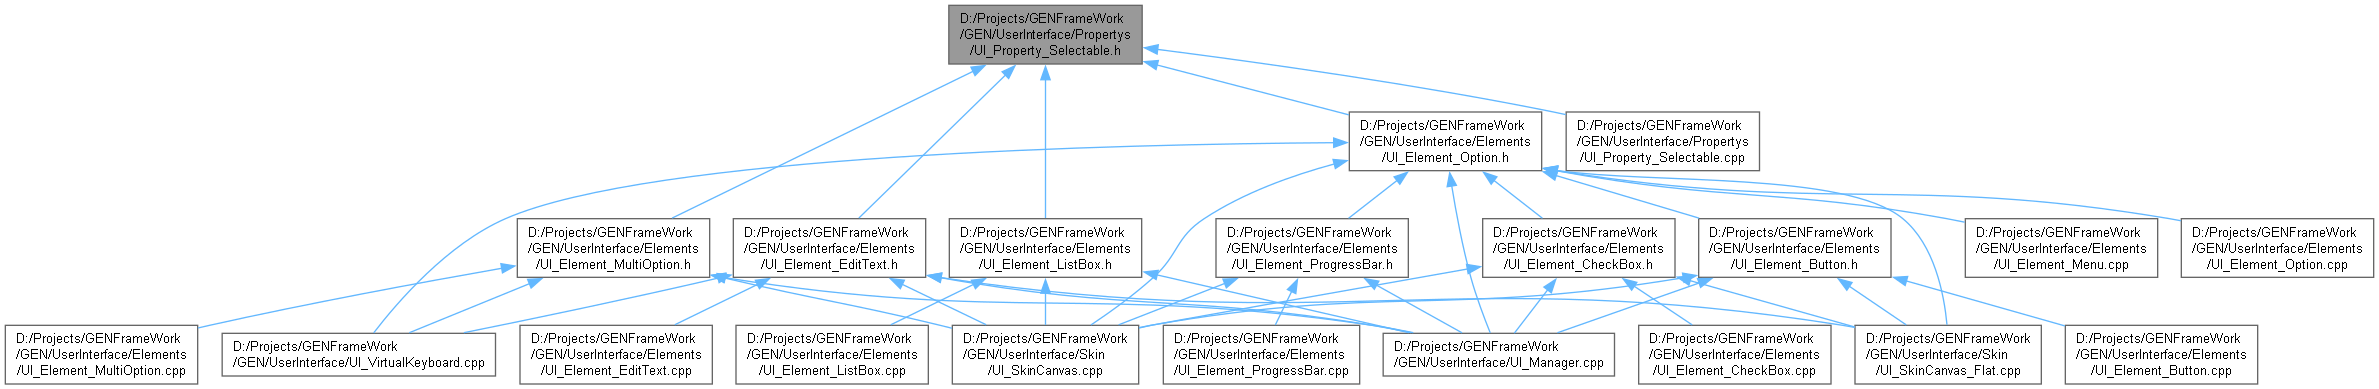 D:/Projects/GENFrameWork
/GEN/UserInterface/Propertys
/UI_Property_Selectable.h
D:/Projects/GENFrameWork
/GEN/UserInterface/Elements
/UI_Element_Option.h
D:/Projects/GENFrameWork
/GEN/UserInterface/Propertys
/UI_Property_Selectable.cpp
D:/Projects/GENFrameWork
/GEN/UserInterface/Elements
/UI_Element_MultiOption.h
D:/Projects/GENFrameWork
/GEN/UserInterface/Elements
/UI_Element_EditText.h
D:/Projects/GENFrameWork
/GEN/UserInterface/Elements
/UI_Element_ListBox.h
D:/Projects/GENFrameWork
/GEN/UserInterface/Elements
/UI_Element_ProgressBar.h
D:/Projects/GENFrameWork
/GEN/UserInterface/Elements
/UI_Element_CheckBox.h
D:/Projects/GENFrameWork
/GEN/UserInterface/Elements
/UI_Element_Button.h
D:/Projects/GENFrameWork
/GEN/UserInterface/Elements
/UI_Element_Menu.cpp
D:/Projects/GENFrameWork
/GEN/UserInterface/Elements
/UI_Element_Option.cpp
D:/Projects/GENFrameWork
/GEN/UserInterface/Elements
/UI_Element_MultiOption.cpp
D:/Projects/GENFrameWork
/GEN/UserInterface/UI_VirtualKeyboard.cpp
D:/Projects/GENFrameWork
/GEN/UserInterface/Elements
/UI_Element_EditText.cpp
D:/Projects/GENFrameWork
/GEN/UserInterface/Elements
/UI_Element_ListBox.cpp
D:/Projects/GENFrameWork
/GEN/UserInterface/Skin
/UI_SkinCanvas.cpp
D:/Projects/GENFrameWork
/GEN/UserInterface/Elements
/UI_Element_ProgressBar.cpp
D:/Projects/GENFrameWork
/GEN/UserInterface/UI_Manager.cpp
D:/Projects/GENFrameWork
/GEN/UserInterface/Elements
/UI_Element_CheckBox.cpp
D:/Projects/GENFrameWork
/GEN/UserInterface/Skin
/UI_SkinCanvas_Flat.cpp
D:/Projects/GENFrameWork
/GEN/UserInterface/Elements
/UI_Element_Button.cpp